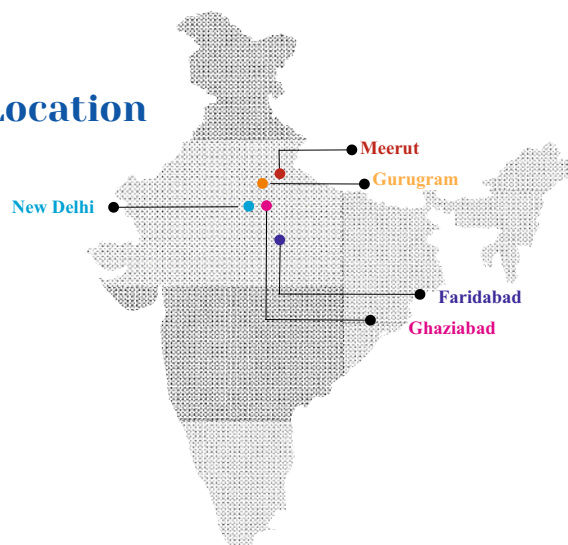 Location
Meerut
Gurugram
New Delhi
Faridabad
Ghaziabad